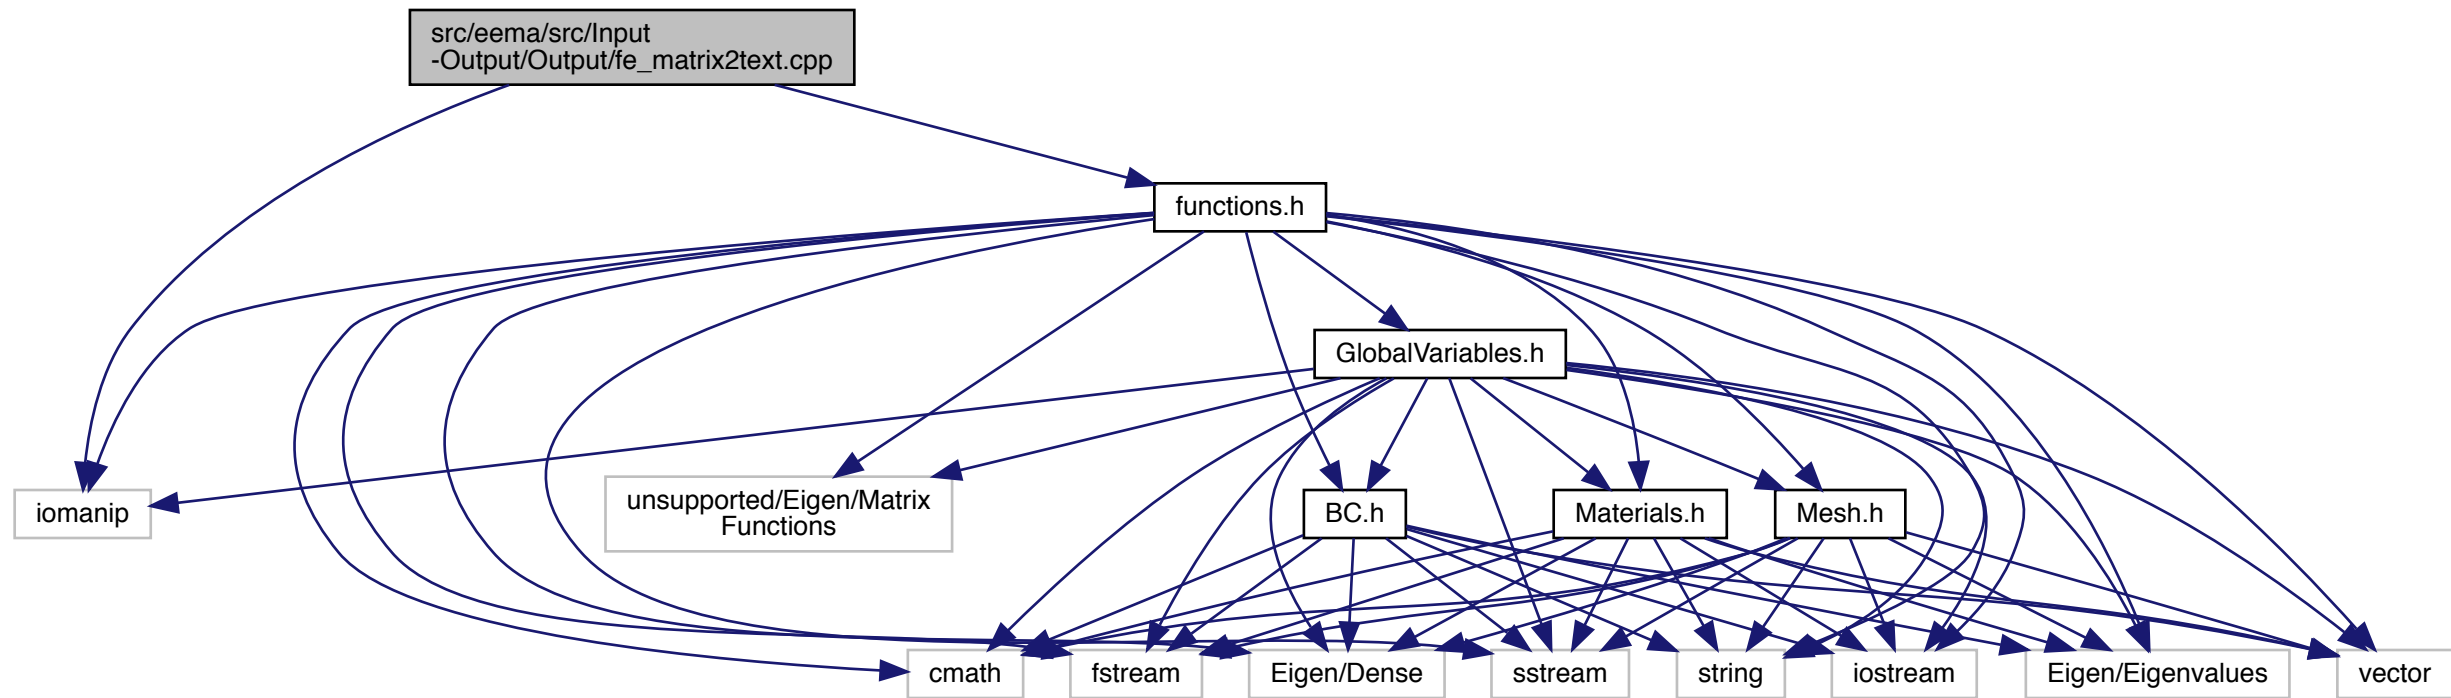 src/eema/src/Input
-Output/Output/fe_matrix2text.cpp
functions.h
GlobalVariables.h
iomanip
unsupported/Eigen/Matrix
Functions
BC.h
Materials.h
Mesh.h
cmath
fstream
Eigen/Dense
sstream
string
iostream
Eigen/Eigenvalues
vector